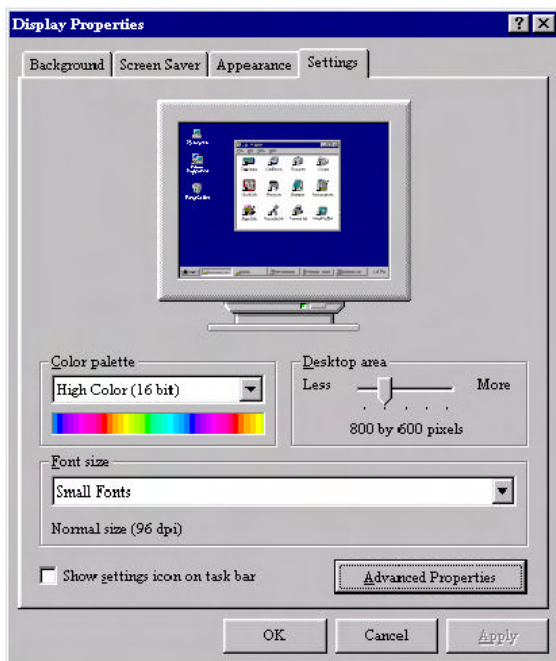 Display Properties
Background
Screen Saver
Appearance
Settings
Color palette
High Color (16 bit)
Desktop area
Less
More
800 by 600 pixels
Font size
Small Fonts
Normal size (96 dpi)
Show settings icon on task bar
Advanced Properties
OK
Cancel
Apply